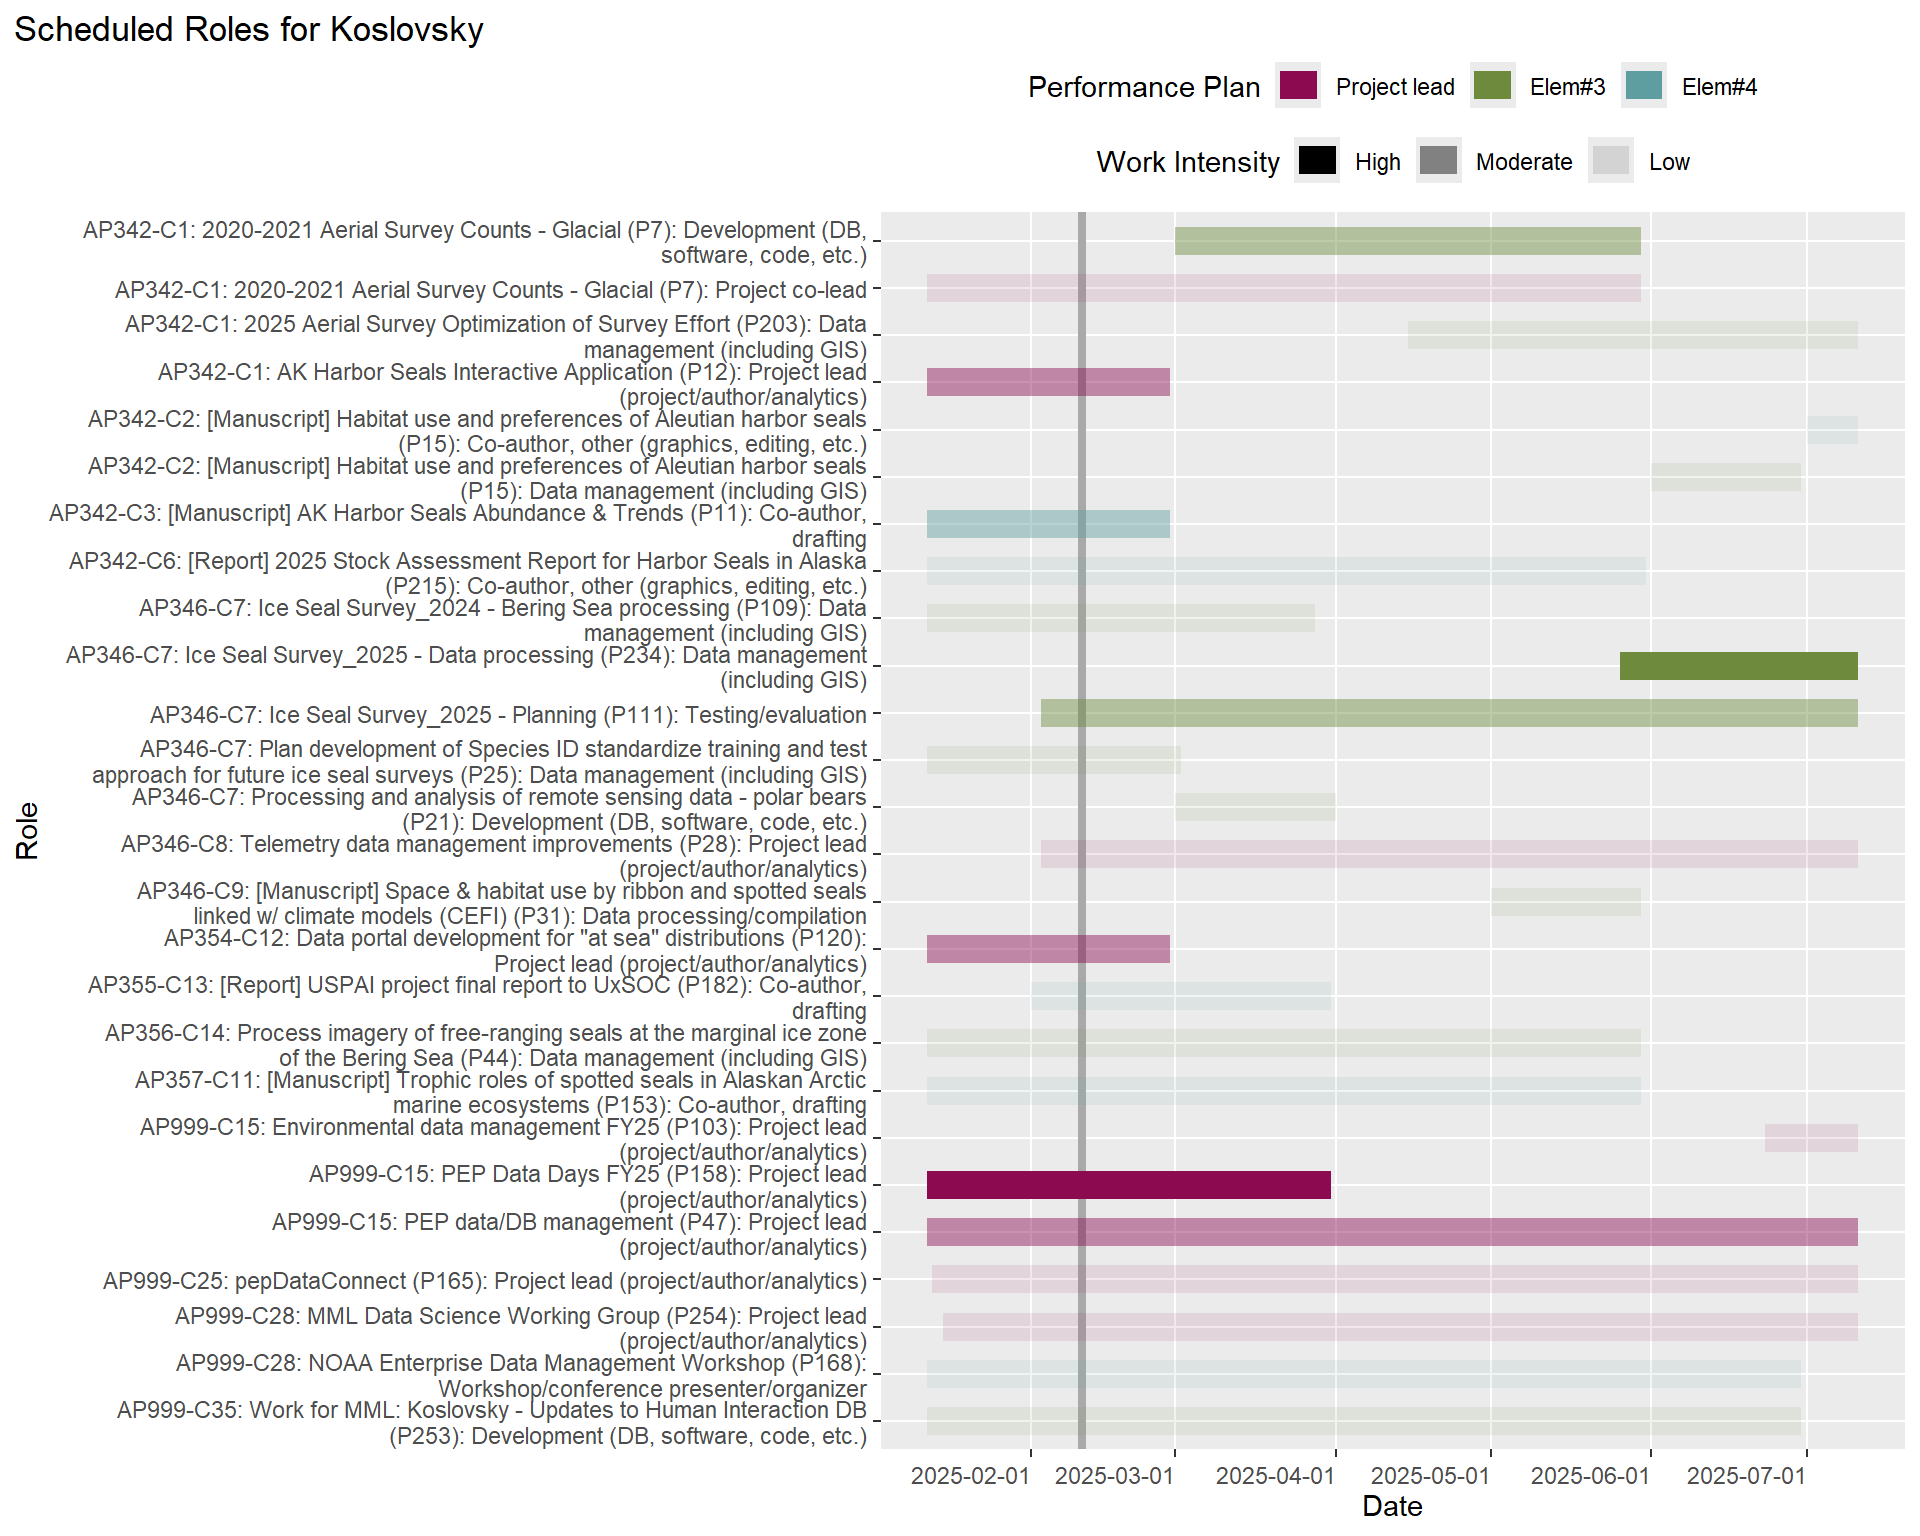 Scheduled Roles for Koslovsky
Performance Plan Project lead Elem#3 Elem#4
Work Intensity High Moderate Low
AP342-C1: 2020-2021 Aerial Survey Counts - Glacial (P7): Development (DB,
software, code, etc.)
AP342-C1: 2020-2021 Aerial Survey Counts - Glacial (P7): Project co-lead
AP342-C1: 2025 Aerial Survey Optimization of Survey Effort (P203): Data
management (including GIS)
AP342-C1: AK Harbor Seals Interactive Application (P12): Project lead
(project/author/analytics)
AP342-C2: [Manuscript] Habitat use and preferences of Aleutian harbor seals
(P15): Co-author, other (graphics, editing, etc.)
AP342-C2: [Manuscript] Habitat use and preferences of Aleutian harbor seals
(P15): Data management (including GIS)
AP342-C3: [Manuscript] AK Harbor Seals Abundance & Trends (P11): Co-author,
drafting
AP342-C6: [Report] 2025 Stock Assessment Report for Harbor Seals in Alaska
(P215): Co-author, other (graphics, editing, etc.)
AP346-C7: Ice Seal Survey_2024 - Bering Sea processing (P109): Data
management (including GIS)
AP346-C7: Ice Seal Survey_2025 - Data processing (P234): Data management
(including GIS)
AP346-C7: Ice Seal Survey_2025 - Planning (P111): Testing/evaluation
AP346-C7: Plan development of Species ID standardize training and test
approach for future ice seal surveys (P25): Data management (including GIS)
AP346-C7: Processing and analysis of remote sensing data - polar bears
(P21): Development (DB, software, code, etc.)
AP346-C8: Telemetry data management improvements (P28): Project lead
(project/author/analytics)
AP346-C9: [Manuscript] Space & habitat use by ribbon and spotted seals
linked w/ climate models (CEFI) (P31): Data processing/compilation
AP354-C12: Data portal development for "at sea" distributions (P120):
Project lead (project/author/analytics)
AP355-C13: [Report] USPAI project final report to UxSOC (P182): Co-author,
drafting
AP356-C14: Process imagery of free-ranging seals at the marginal ice zone
of the Bering Sea (P44): Data management (including GIS)
AP357-C11: [Manuscript] Trophic roles of spotted seals in Alaskan Arctic
marine ecosystems (P153): Co-author, drafting
AP999-C15: Environmental data management FY25 (P103): Project lead
(project/author/analytics)
AP999-C15: PEP Data Days FY25 (P158): Project lead
(project/author/analytics)
AP999-C15: PEP data/DB management (P47): Project lead
(project/author/analytics)
AP999-C25: pepDataConnect (P165): Project lead (project/author/analytics)
AP999-C28: MML Data Science Working Group (P254): Project lead
(project/author/analytics)
AP999-C28: NOAA Enterprise Data Management Workshop (P168):
Workshop/conference presenter/organizer
AP999-C35: Work for MML: Koslovsky - Updates to Human Interaction DB
(P253): Development (DB, software, code, etc.)
Role
2025-02-01 2025-03-01 2025-04-01 2025-05-01 2025-06-01 2025-07-01
Date